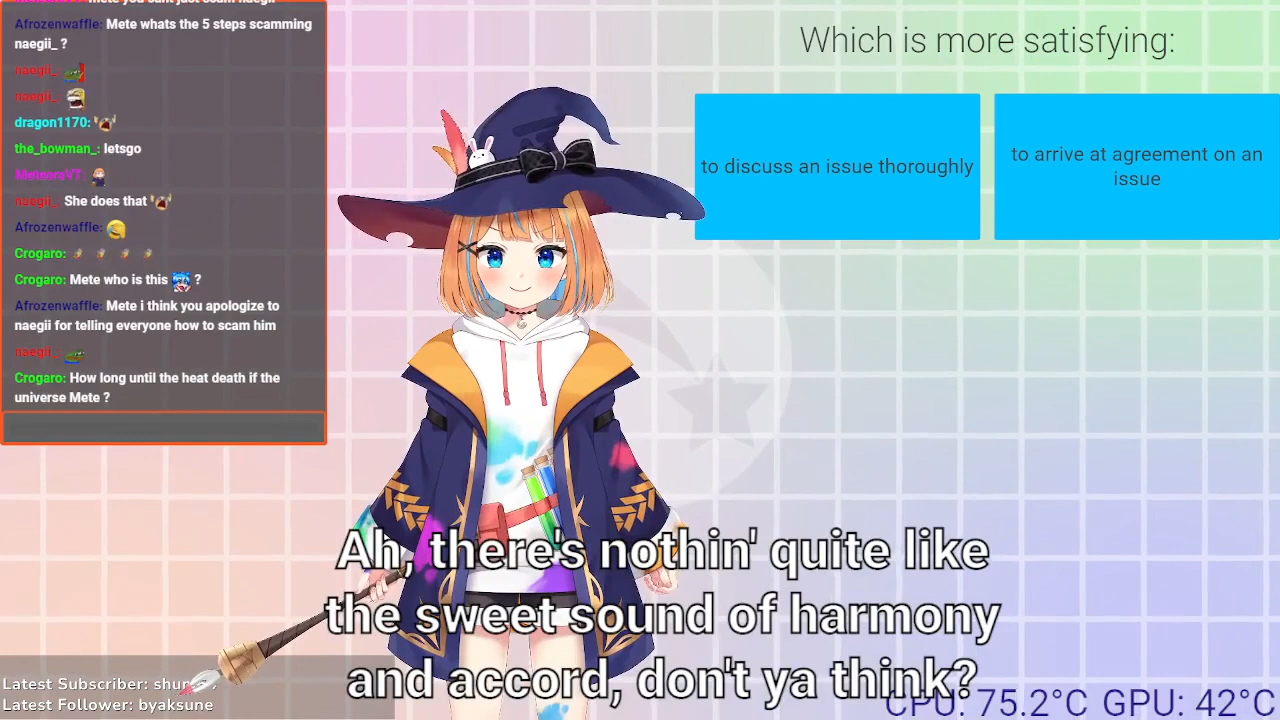 Afrozenwaffle: Mete whats the 5 steps scamming
naegii_ ?
naegii_
naegii_
dragon1170:
the_bowman_: letsgo
MeteoraVT:
naegii_ She does that
Afrozenwaffle:
Crogaro:
Crogaro: Mete who is this ?
Afrozenwaffle: Mete i think you apologize to
naegii for telling everyone how to scam him
naegii_
Crogaro: How long until the heat death if the
universe Mete ?
Which is more satisfying:
to discuss an issue thoroughly
to arrive at agreement on an
issue
Ah, there's nothin' quite like
the sweet sound of harmony
and accord, don't ya think?
Latest Subscriber:
Latest Follower: byaksune
CPU: 75.2°C GPU: 42°C